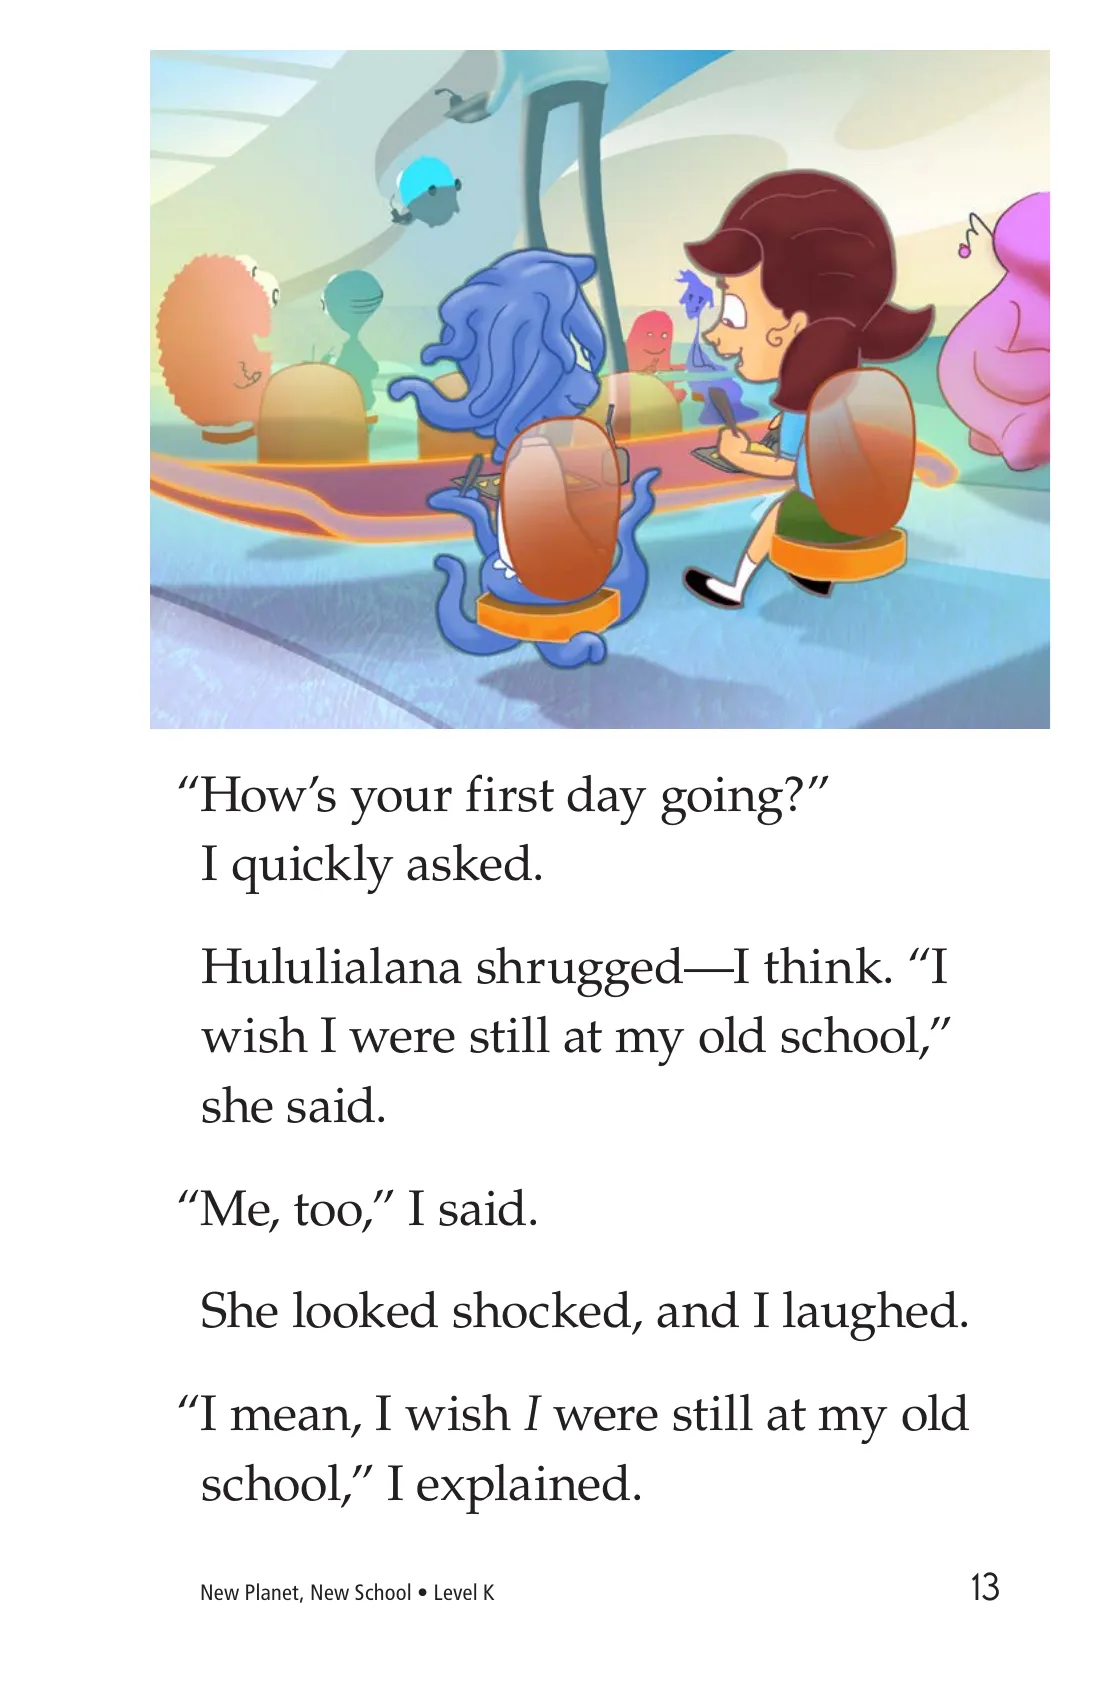 “How’s your first day going?”
I quickly asked.
Hululialana shrugged—I think. “I
wish I were still at my old school,”
she said.
“Me, too,” I said.
She looked shocked, and I laughed.
“I mean, I wish I were still at my old
school,” I explained.
New Planet, New School • Level K
13